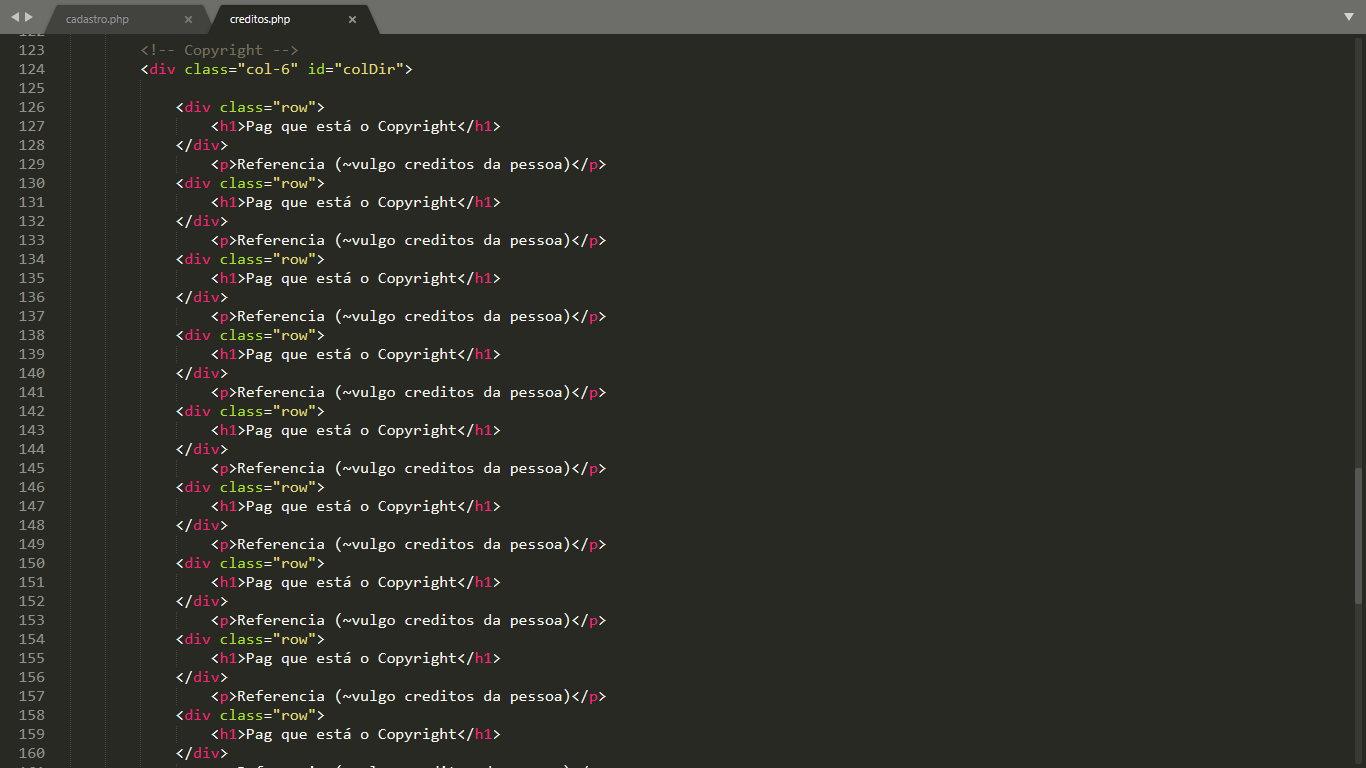 cadastro.php × creditos.php ×
123 <!-- Copyright -->
124 <div class="col-6" id="colDir">
125
126 <div class="row">
127 <h1>Pag que está o Copyright</h1>
128 </div>
129 <p>Referencia (~vulgo creditos da pessoa)</p>
130 <div class="row">
131 <h1>Pag que está o Copyright</h1>
132 </div>
133 <p>Referencia (~vulgo creditos da pessoa)</p>
134 <div class="row">
135 <h1>Pag que está o Copyright</h1>
136 </div>
137 <p>Referencia (~vulgo creditos da pessoa)</p>
138 <div class="row">
139 <h1>Pag que está o Copyright</h1>
140 </div>
141 <p>Referencia (~vulgo creditos da pessoa)</p>
142 <div class="row">
143 <h1>Pag que está o Copyright</h1>
144 </div>
145 <p>Referencia (~vulgo creditos da pessoa)</p>
146 <div class="row">
147 <h1>Pag que está o Copyright</h1>
148 </div>
149 <p>Referencia (~vulgo creditos da pessoa)</p>
150 <div class="row">
151 <h1>Pag que está o Copyright</h1>
152 </div>
153 <p>Referencia (~vulgo creditos da pessoa)</p>
154 <div class="row">
155 <h1>Pag que está o Copyright</h1>
156 </div>
157 <p>Referencia (~vulgo creditos da pessoa)</p>
158 <div class="row">
159 <h1>Pag que está o Copyright</h1>
160 </div>